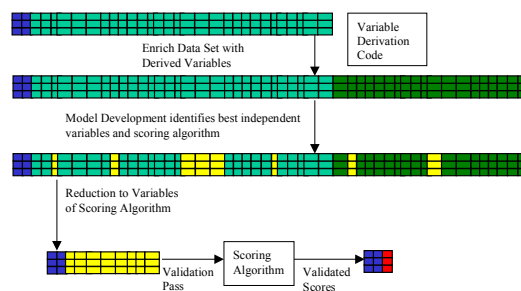 Enrich Data Set with
Derived Variables
Variable
Derivation
Code
Model Development identifies best independent
variables and scoring algorithm
Reduction to Variables
of Scoring Algorithm
Validation
Pass
Scoring
Algorithm
Validated
Scores